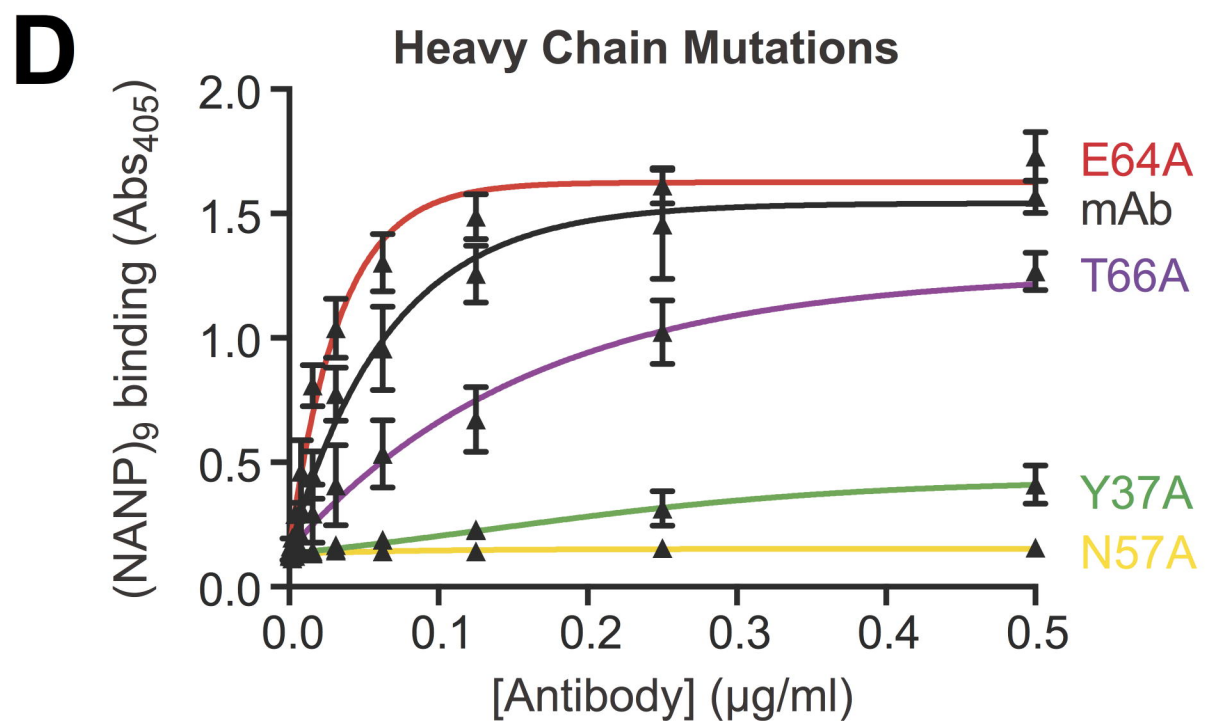 D
Heavy Chain Mutations
(NANP)9 binding (Abs405)
2.0
1.5
1.0
0.5
0.0
0.0 0.1 0.2 0.3 0.4 0.5
[Antibody] (µg/ml)
E64A
mAb
T66A
Y37A
N57A